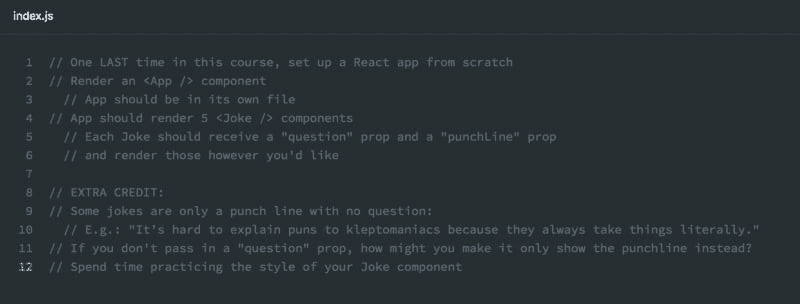 index.js
1 // One LAST time in this course, set up a React app from scratch
2 // Render an <App /> component
3 // App should be in its own file
4 // App should render 5 <Joke /> components
5 // Each Joke should receive a "question" prop and a "punchLine" prop
6 // and render those however you'd like
7
8 // EXTRA CREDIT:
9 // Some jokes are only a punch line with no question:
10 // E.g.: "It’s hard to explain puns to kleptomaniacs because they always take things literally."
11 // If you don't pass in a "question" prop, how might you make it only show the punchline instead?
12 // Spend time practicing the style of your Joke component